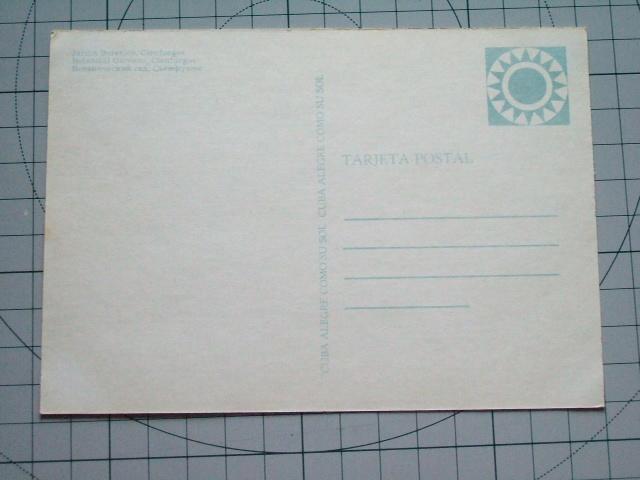 Jardín Botánico, Cienfuegos
Botanical Gardens, Cienfuegos
Ботанический сад, Сьенфуэгос
CUBA ALEGRE COMO SU SOL CUBA ALEGRE COMO SU SOL
TARJETA POSTAL